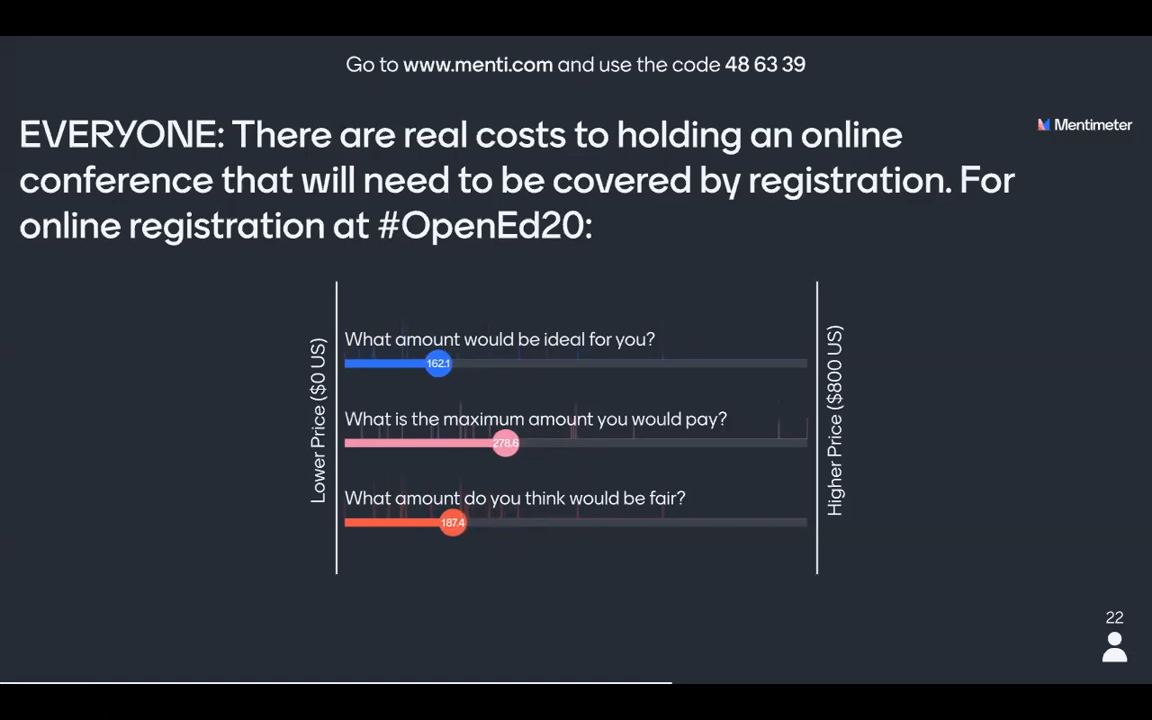 Go to www.menti.com and use the code 48 63 39
EVERYONE: There are real costs to holding an online
conference that will need to be covered by registration. For
online registration at #OpenEd20:
Mentimeter
Lower Price ($0 US)
What amount would be ideal for you?
162.1
What is the maximum amount you would pay?
278.6
What amount do you think would be fair?
187.4
Higher Price ($800 US)
22